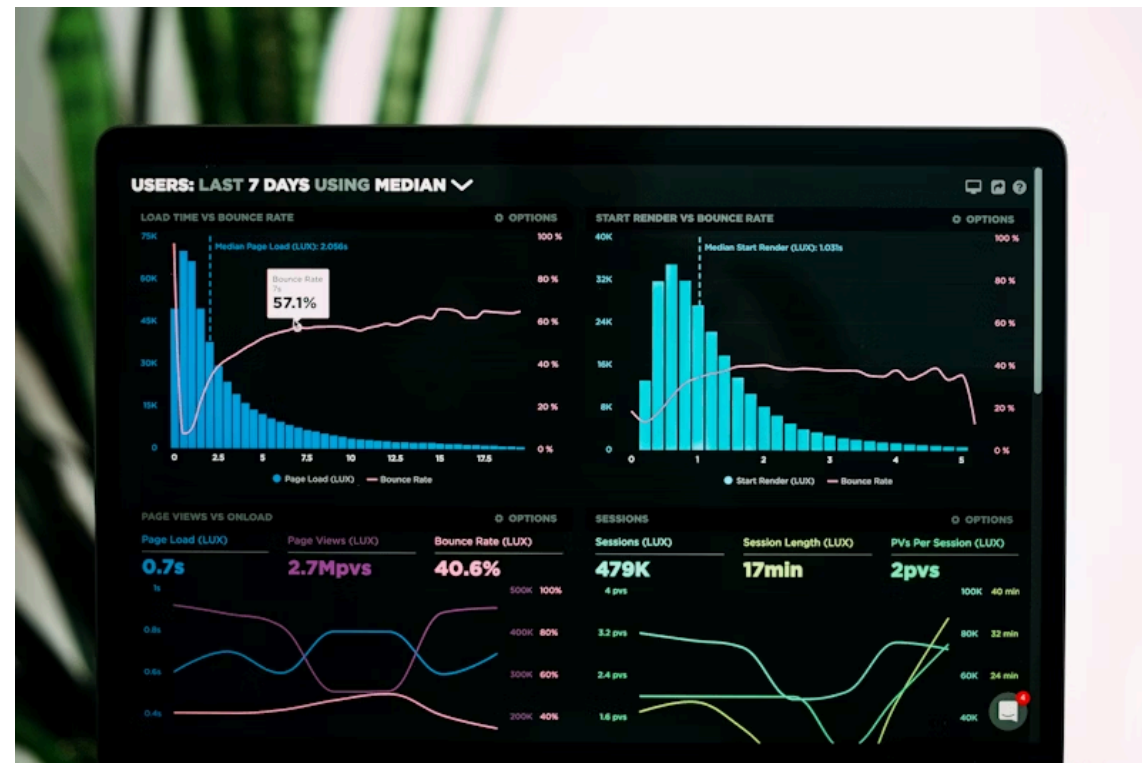 USERS: LAST 7 DAYS USING MEDIAN
LOAD TIME VS BOUNCE RATE
OPTIONS
75K
60K
45K
30K
15K
0
Median Page Load (LUX): 2.056s
Bounce Rate
7s
57.1%
100 %
80 %
60 %
40 %
20 %
0 %
0 2.5 5 7.5 10 12.5 15 17.5
Page Load (LUX) Bounce Rate
START RENDER VS BOUNCE RATE
OPTIONS
40K
32K
24K
16K
8K
0
Median Start Render (LUX): 1.031s
100 %
80 %
60 %
40 %
20 %
0 %
0 1 2 3 4 5
Start Render (LUX) Bounce Rate
PAGE VIEWS VS ONLOAD
OPTIONS
Page Load (LUX) Page Views (LUX) Bounce Rate (LUX)
0.7s 2.7Mpvs 40.6%
1s 500K 100%
0.8s 400K 80%
0.6s 300K 60%
0.4s 200K 40%
SESSIONS
OPTIONS
Sessions (LUX) Session Length (LUX) PVs Per Session (LUX)
479K 17min 2pvs
4 pvs 100K 40 min
3.2 pvs 80K 32 min
2.4 pvs 60K 24 min
1.6 pvs 40K
4